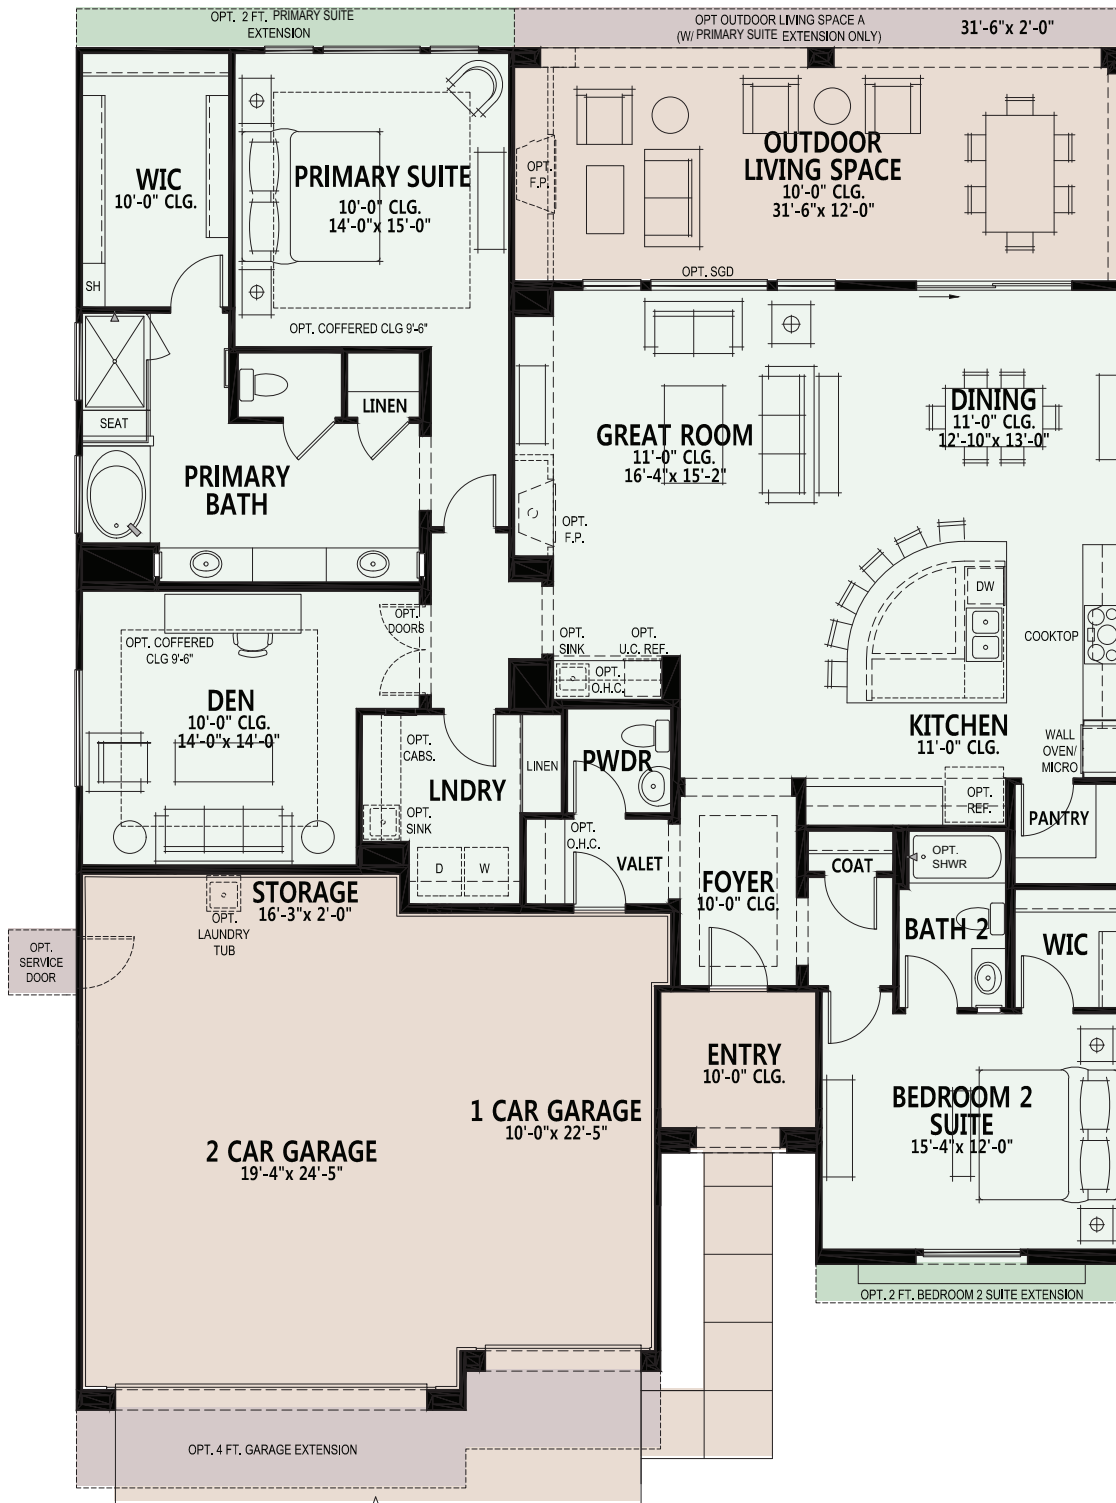 OPT. 2 FT. PRIMARY SUITE
EXTENSION
OPT OUTDOOR LIVING SPACE A
(W/ PRIMARY SUITE EXTENSION ONLY)
31'-6"x 2'-0"
WIC
10'-0" CLG.
SH
PRIMARY SUITE
10'-0" CLG.
14'-0"x 15'-0"
OPT. COFFERED CLG 9'-6"
OPT.
F.P.
OUTDOOR
LIVING SPACE
10'-0" CLG.
31'-6"x 12'-0"
OPT. SGD
SEAT
LINEN
PRIMARY
BATH
GREAT ROOM
11'-0" CLG.
16'-4"x 15'-2"
OPT.
F.P.
DINING
11'-0" CLG.
12'-10"x 13'-0"
DW
COOKTOP
OPT. COFFERED
CLG 9'-6"
OPT.
DOORS
OPT.
SINK
OPT.
U.C. REF.
OPT.
O.H.C.
DEN
10'-0" CLG.
14'-0"x 14'-0"
KITCHEN
11'-0" CLG.
WALL
OVEN/
MICRO
OPT.
CABS.
LNDRY
LINEN
PWDR
OPT.
SINK
OPT.
REF.
PANTRY
OPT.
O.H.C.
VALET
D
W
FOYER
10'-0" CLG.
COAT
OPT.
SHWR
BATH 2
WIC
STORAGE
16'-3"x 2'-0"
OPT.
LAUNDRY
TUB
OPT.
SERVICE
DOOR
ENTRY
10'-0" CLG.
BEDROOM 2
SUITE
15'-4"x 12'-0"
1 CAR GARAGE
10'-0"x 22'-5"
2 CAR GARAGE
19'-4"x 24'-5"
OPT. 2 FT. BEDROOM 2 SUITE EXTENSION
OPT. 4 FT. GARAGE EXTENSION